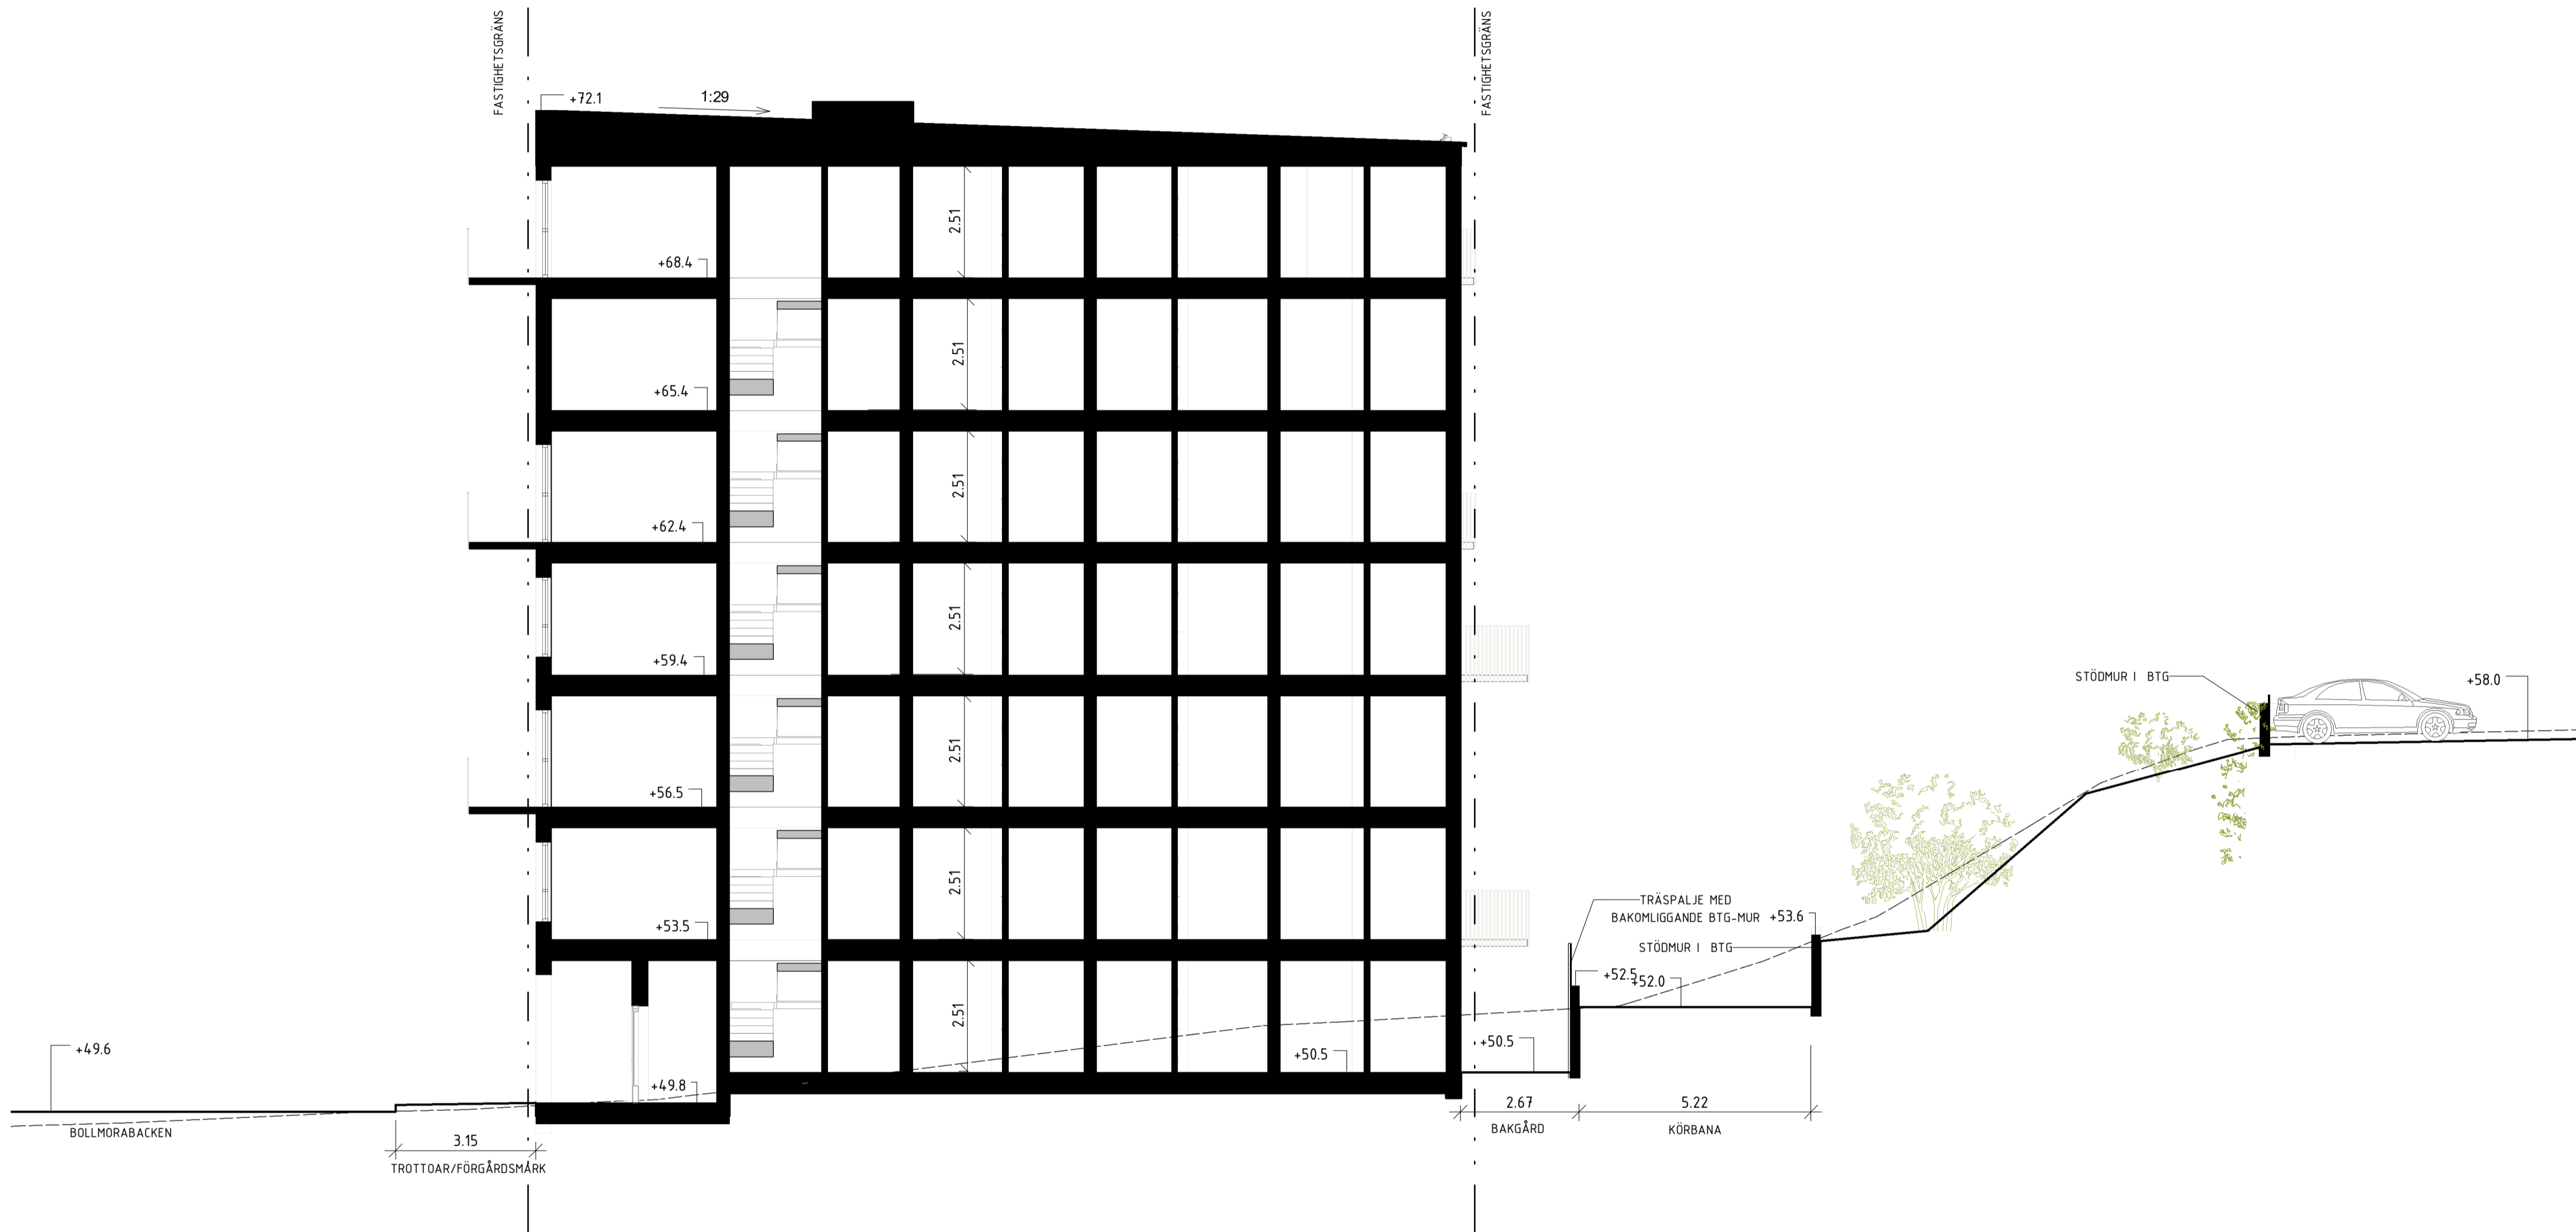 FASTIGHETSGRÄNS
FASTIGHETSGRÄNS
+72.1
1:29
2.51
+68.4
2.51
+65.4
2.51
+62.4
2.51
+59.4
2.51
+56.5
2.51
+53.5
2.51
+50.5
+49.8
+49.6
BOLLMORABACKEN
3.15
TROTTOAR/FÖRGÅRDSMARK
STÖDMUR I BTG
+58.0
TRÄSPALJE MED
BAKOMLIGGANDE BTG-MUR
+53.6
STÖDMUR I BTG
+52.5
+52.0
+50.5
2.67
5.22
BAKGÅRD
KÖRBANA